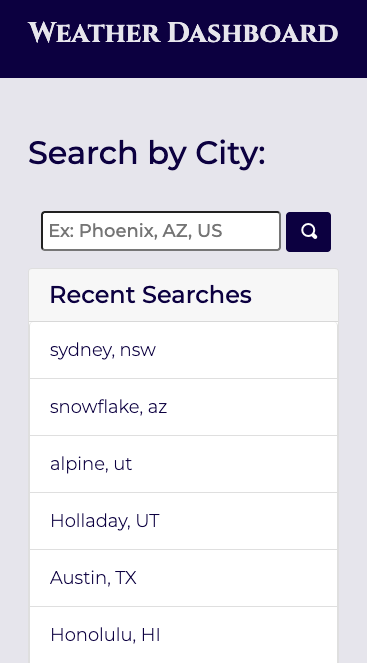 Weather Dashboard
Search by City:
Ex: Phoenix, AZ, US
Recent Searches
sydney, nsw
snowflake, az
alpine, ut
Holladay, UT
Austin, TX
Honolulu, HI